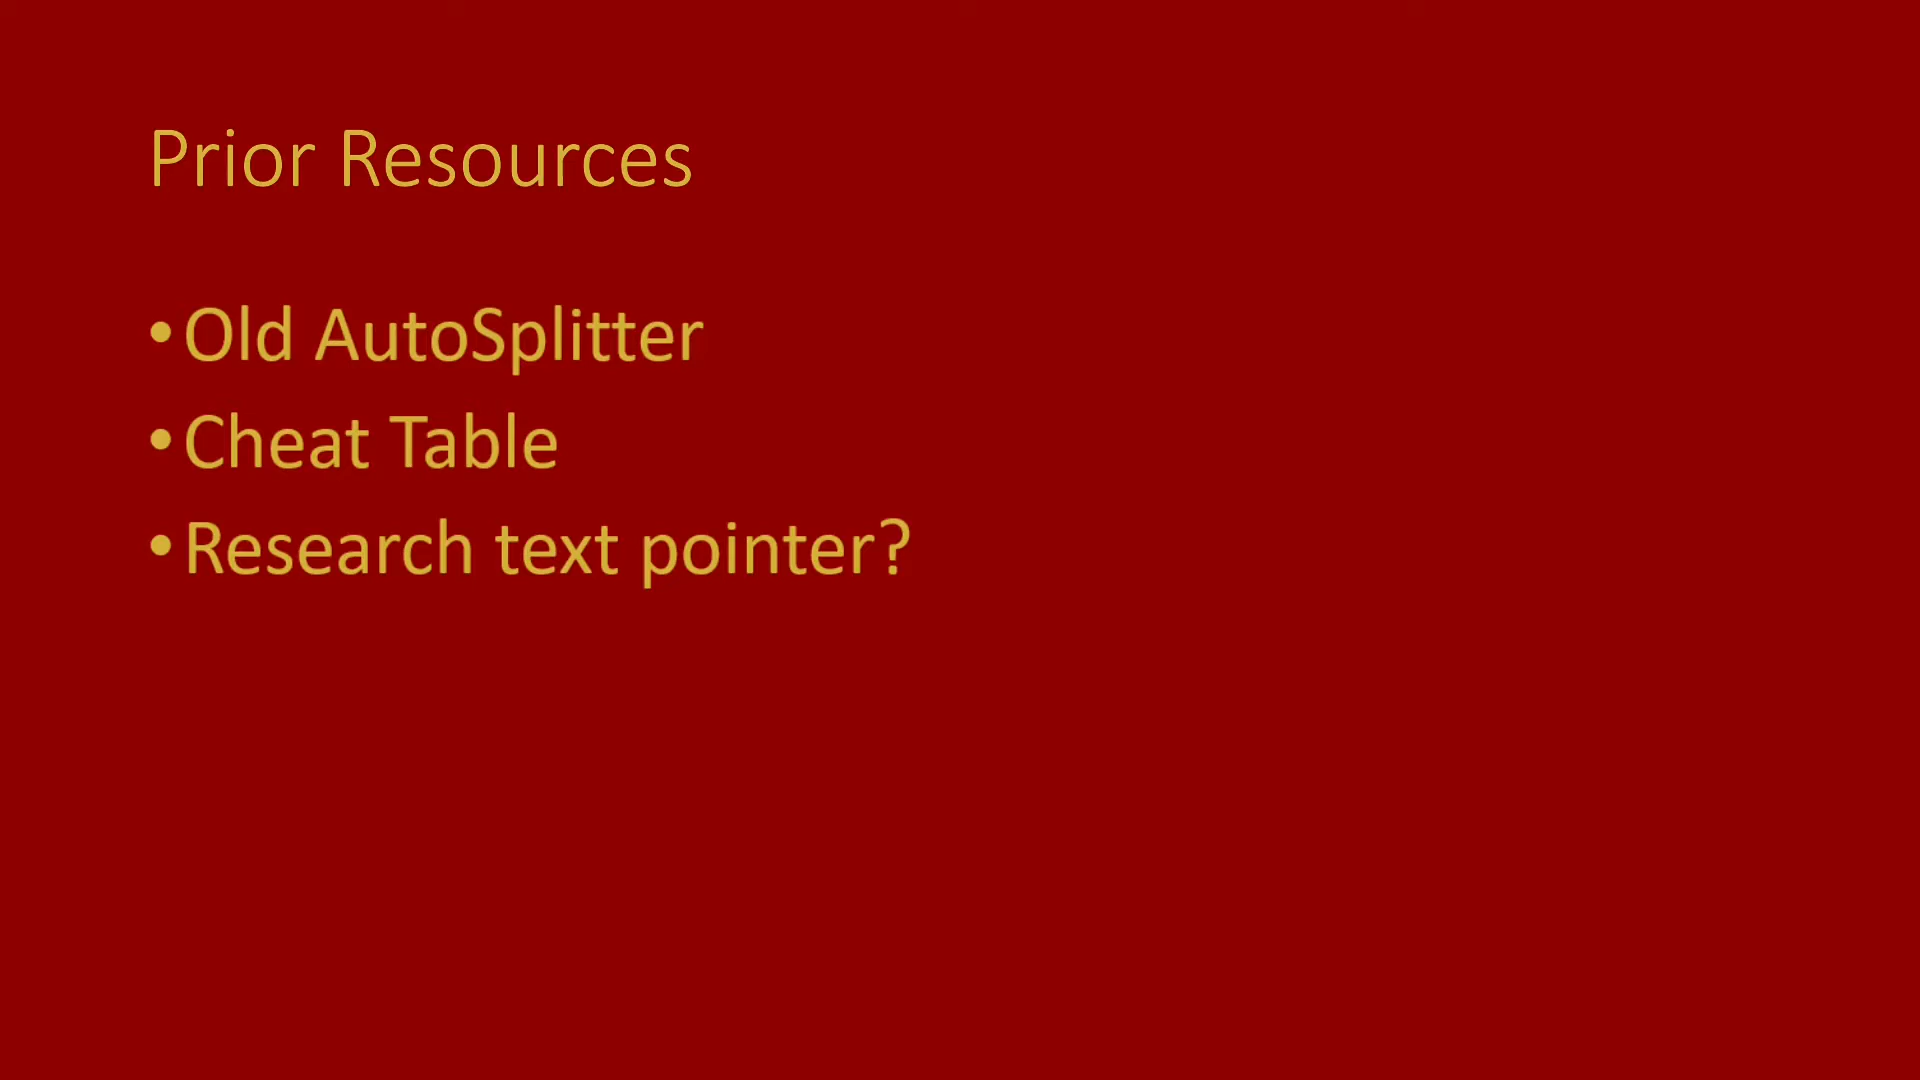 Prior Resources
•Old AutoSplitter
•Cheat Table
•Research text pointer?